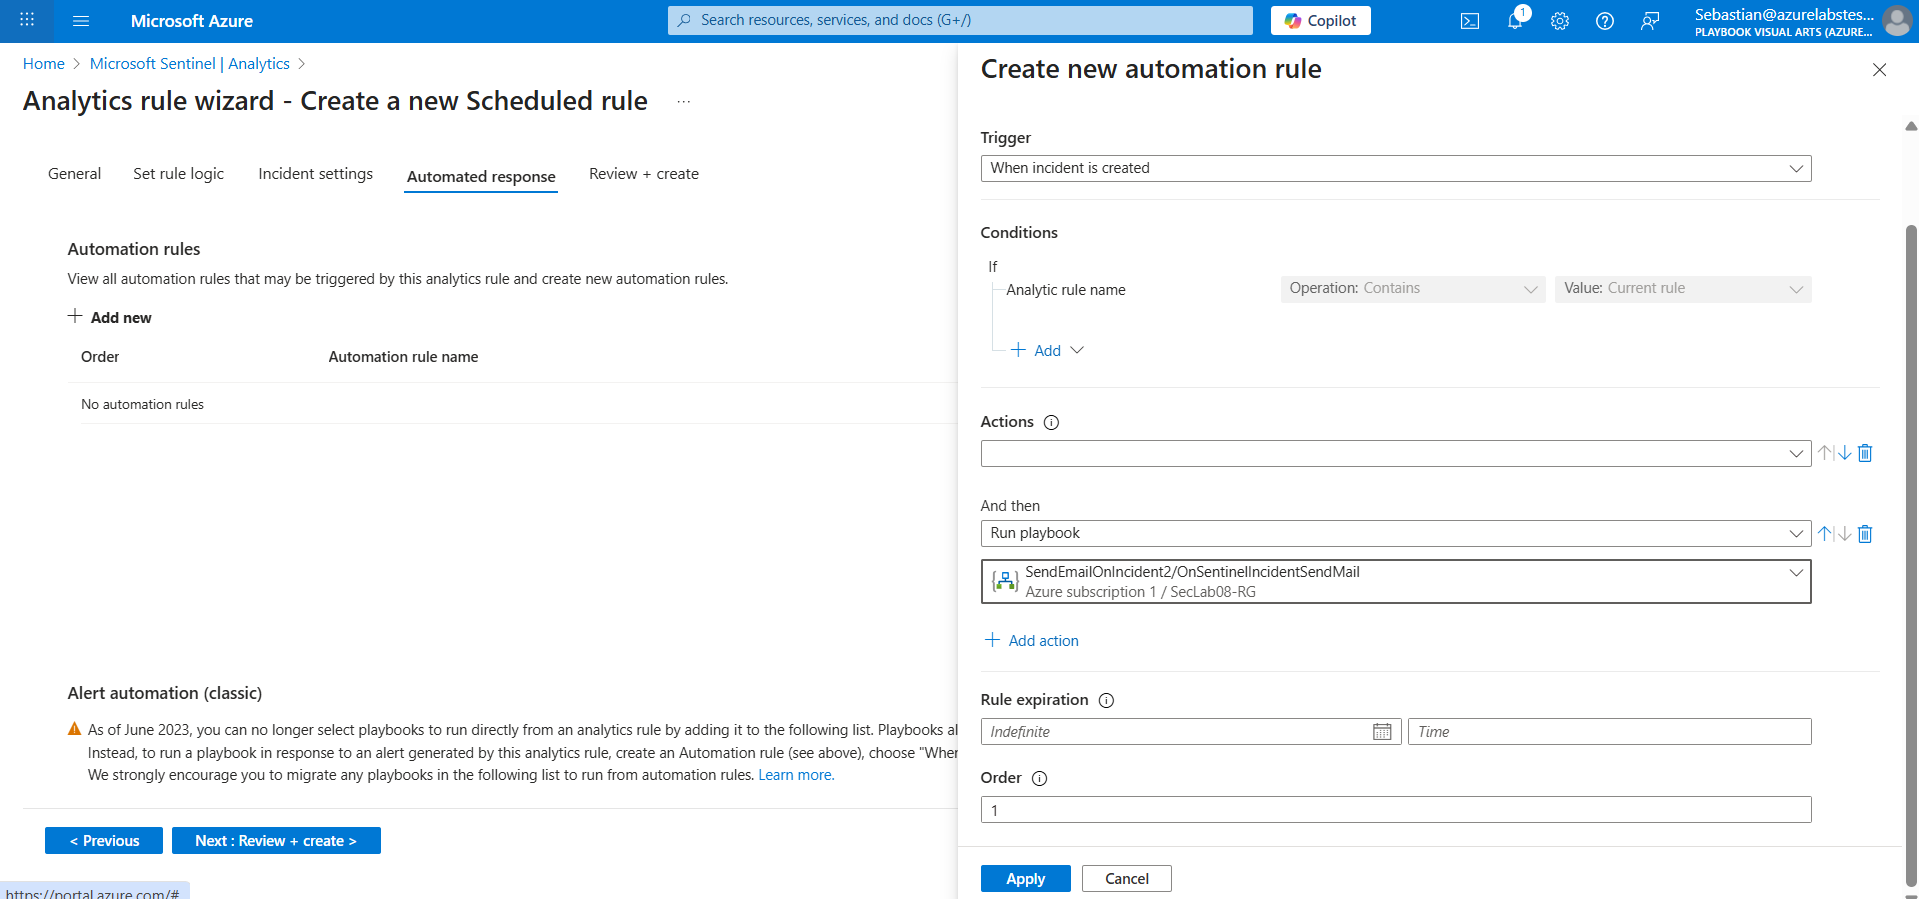 Microsoft Azure
Search resources, services, and docs (G+/)
Copilot
1
Sebastian@azurelabstes...
PLAYBOOK VISUAL ARTS (AZURE...
Home > Microsoft Sentinel | Analytics >
Analytics rule wizard - Create a new Scheduled rule ...
General
Set rule logic
Incident settings
Automated response
Review + create
Automation rules
View all automation rules that may be triggered by this analytics rule and create new automation rules.
+ Add new
Order
Automation rule name
No automation rules
Alert automation (classic)
As of June 2023, you can no longer select playbooks to run directly from an analytics rule by adding it to the following list. Playbooks al
Instead, to run a playbook in response to an alert generated by this analytics rule, create an Automation rule (see above), choose "When
We strongly encourage you to migrate any playbooks in the following list to run from automation rules. Learn more.
< Previous
Next : Review + create >
https://portal.azure.com/#
Create new automation rule
Trigger
When incident is created
Conditions
If
Analytic rule name
Operation: Contains
Value: Current rule
+ Add
Actions
And then
Run playbook
SendEmailOnIncident2/OnSentinelIncidentSendMail
Azure subscription 1 / SecLab08-RG
+ Add action
Rule expiration
Indefinite
Time
Order
1
Apply
Cancel